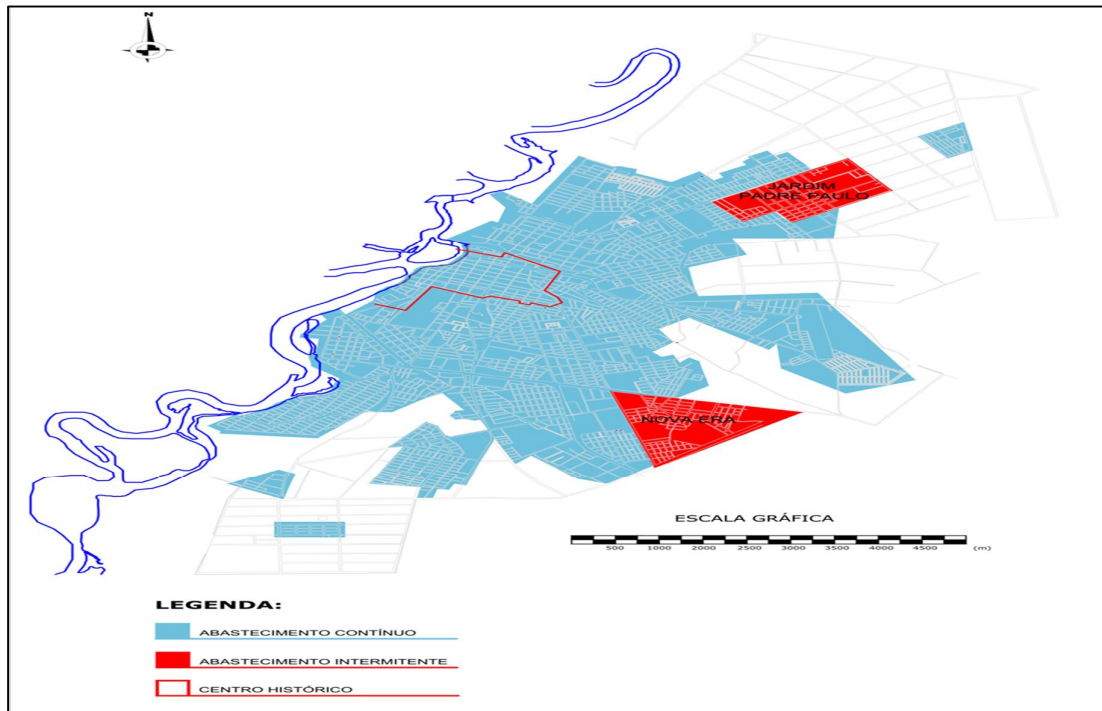 N
JARDIM
PADRE PAULO
NOVA ERA
ESCALA GRÁFICA
500 1000 2000 2500 3000 3500 4000 4500 (m)
LEGENDA:
ABASTECIMENTO CONTÍNUO
ABASTECIMENTO INTERMITENTE
CENTRO HISTÓRICO